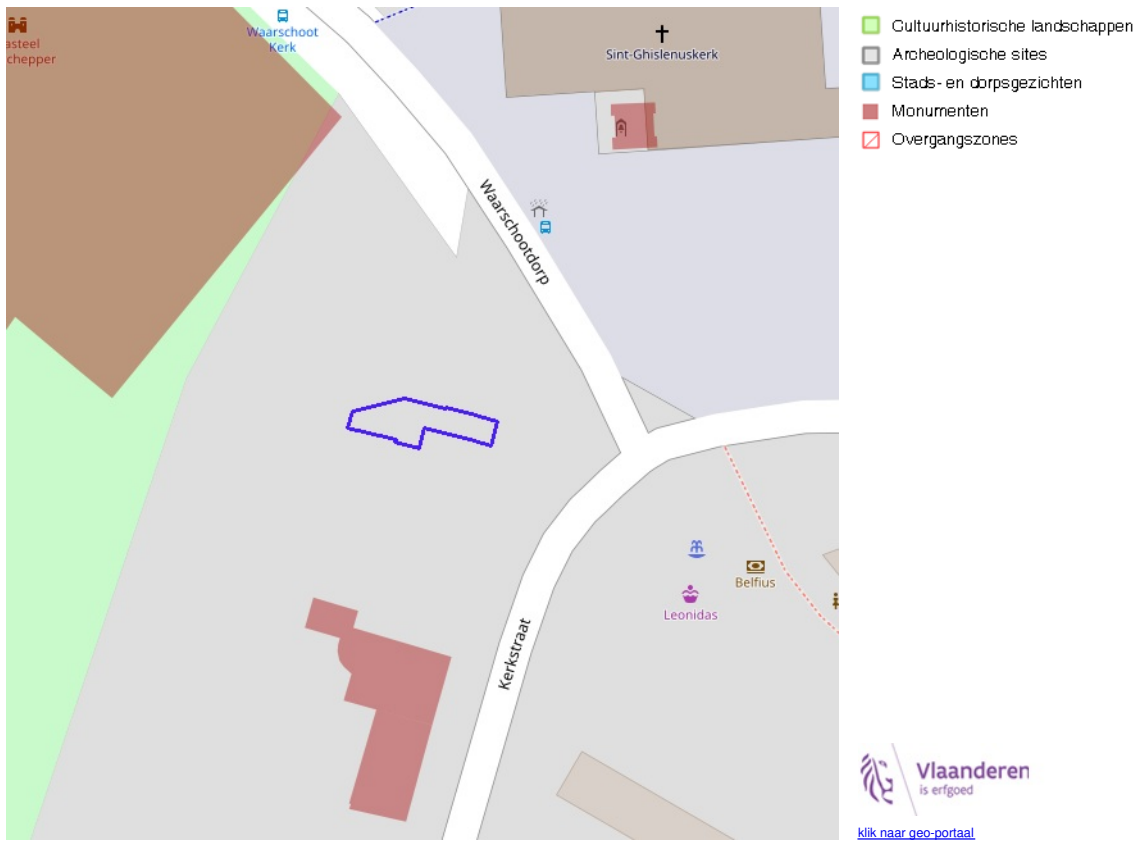 asteel
chepper
Waarschoot
Kerk
Sint-Ghislenuskerk
Waarschootdorp
Belfius
Leonidas
Kerkstraat
Cultuurhistorische landschappen
Archeologische sites
Stads- en dorpsgezichten
Monumenten
Overgangszones
Vlaanderen
is erfgoed
klik naar geo-portaal